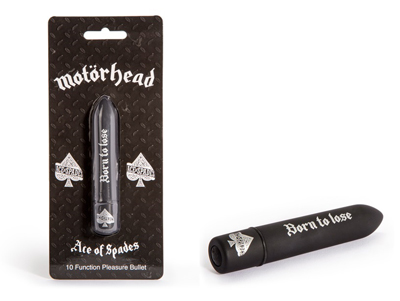 motörhead
Born to lose
Ace of Spades
10 Function Pleasure Bullet
Born to lose